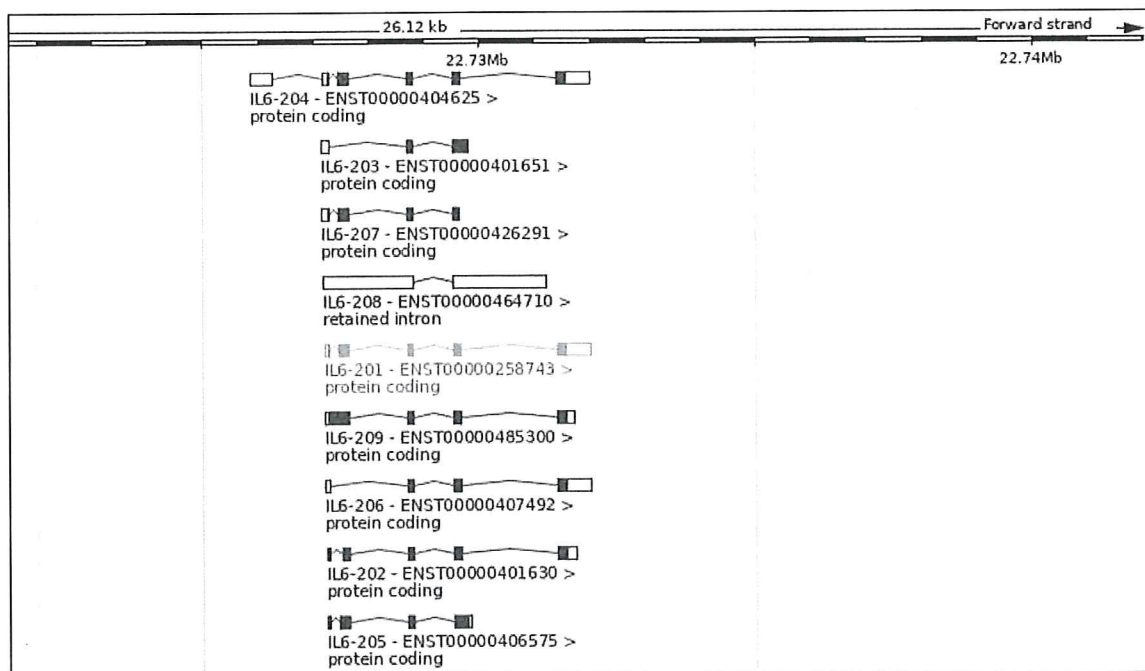 26.12 kb
Forward strand
22.73Mb
22.74Mb
IL6-204 - ENST00000404625 >
protein coding
IL6-203 - ENST00000401651 >
protein coding
IL6-207 - ENST00000426291 >
protein coding
IL6-208 - ENST00000464710 >
retained intron
IL6-201 - ENST00000258743 >
protein coding
IL6-209 - ENST00000485300 >
protein coding
IL6-206 - ENST00000407492 >
protein coding
IL6-202 - ENST00000401630 >
protein coding
IL6-205 - ENST00000406575 >
protein coding